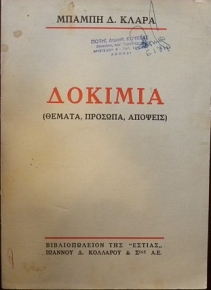 ΜΠΑΜΠΗ Δ. ΚΛΑΡΑ
ΔΟΚΙΜΙΑ
(ΘΕΜΑΤΑ, ΠΡΟΣΩΠΑ, ΑΠΟΨΕΙΣ)
ΒΙΒΛΙΟΠΩΛΕΙΟΝ ΤΗΣ "ΕΣΤΙΑΣ"
ΙΩΑΝΝΟΥ Δ. ΚΟΛΛΑΡΟΥ & Σιας Α.Ε.